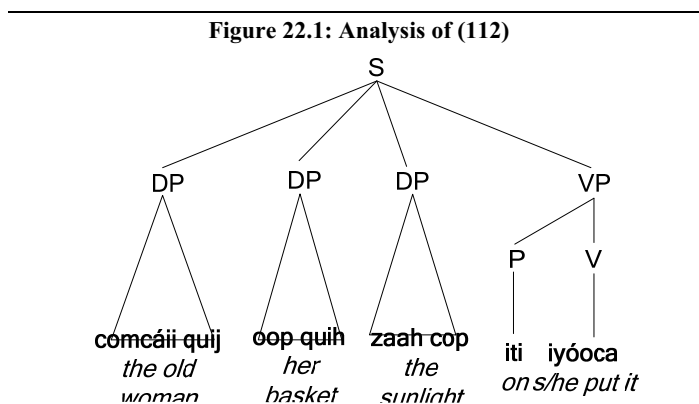 Figure 22.1: Analysis of (112)
S
DP DP DP VP
P V
comcáii quij oop quih zaah cop iti iyóoca
the old her the on s/he put it
woman basket sunlight